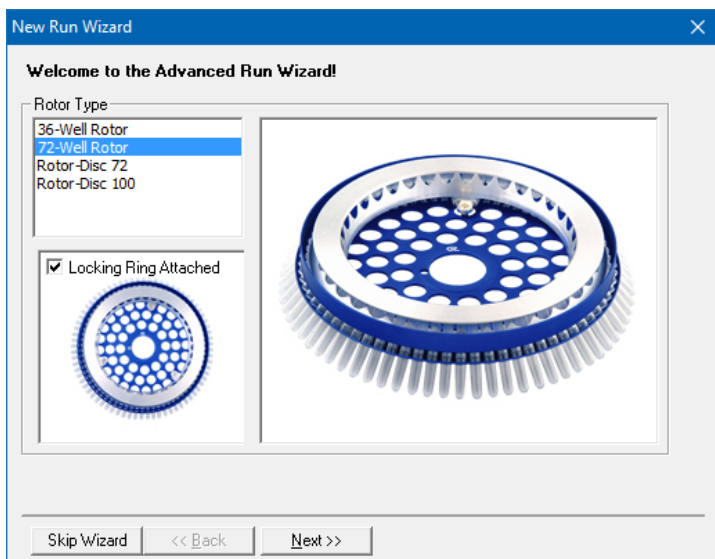 New Run Wizard
Welcome to the Advanced Run Wizard!
Rotor Type
36-Well Rotor
72-Well Rotor
Rotor-Disc 72
Rotor-Disc 100
Locking Ring Attached
Skip Wizard
<< Back
Next >>